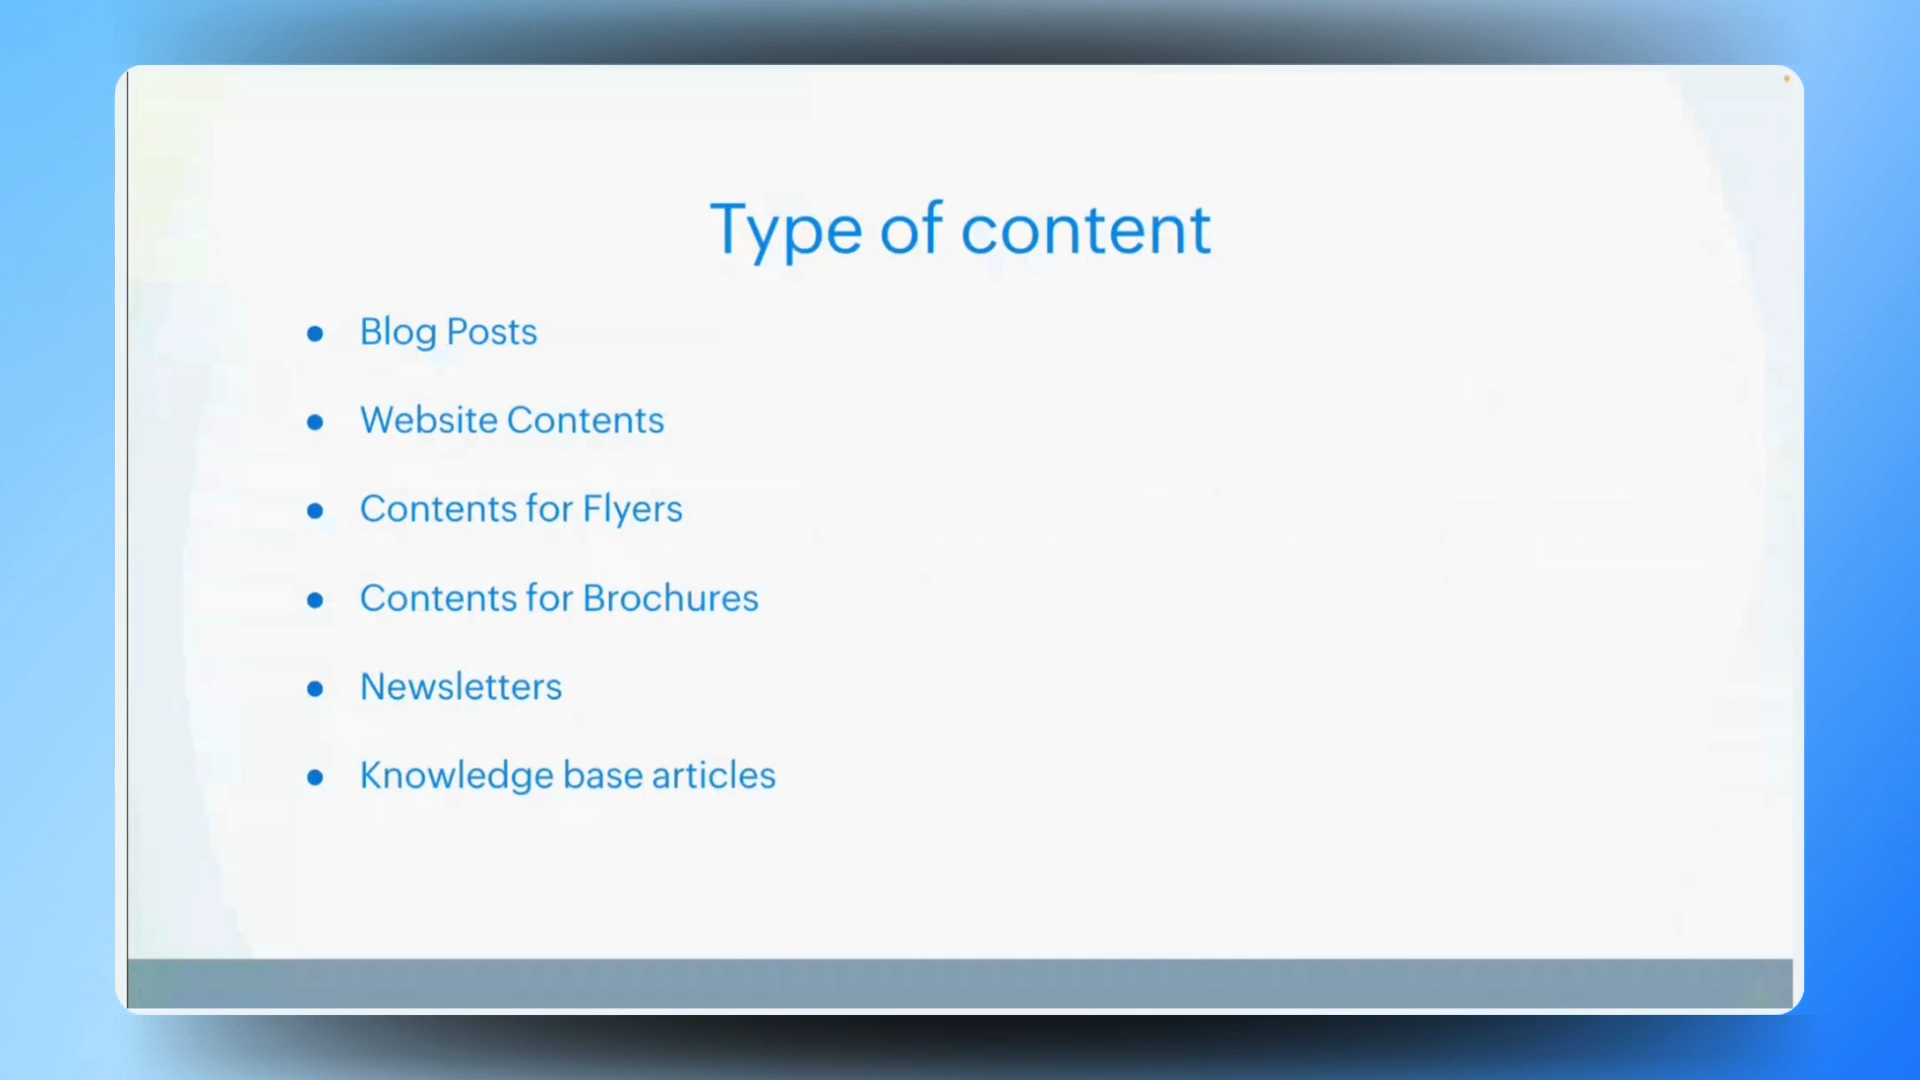 Type of content
● Blog Posts
● Website Contents
● Contents for Flyers
● Contents for Brochures
● Newsletters
● Knowledge base articles